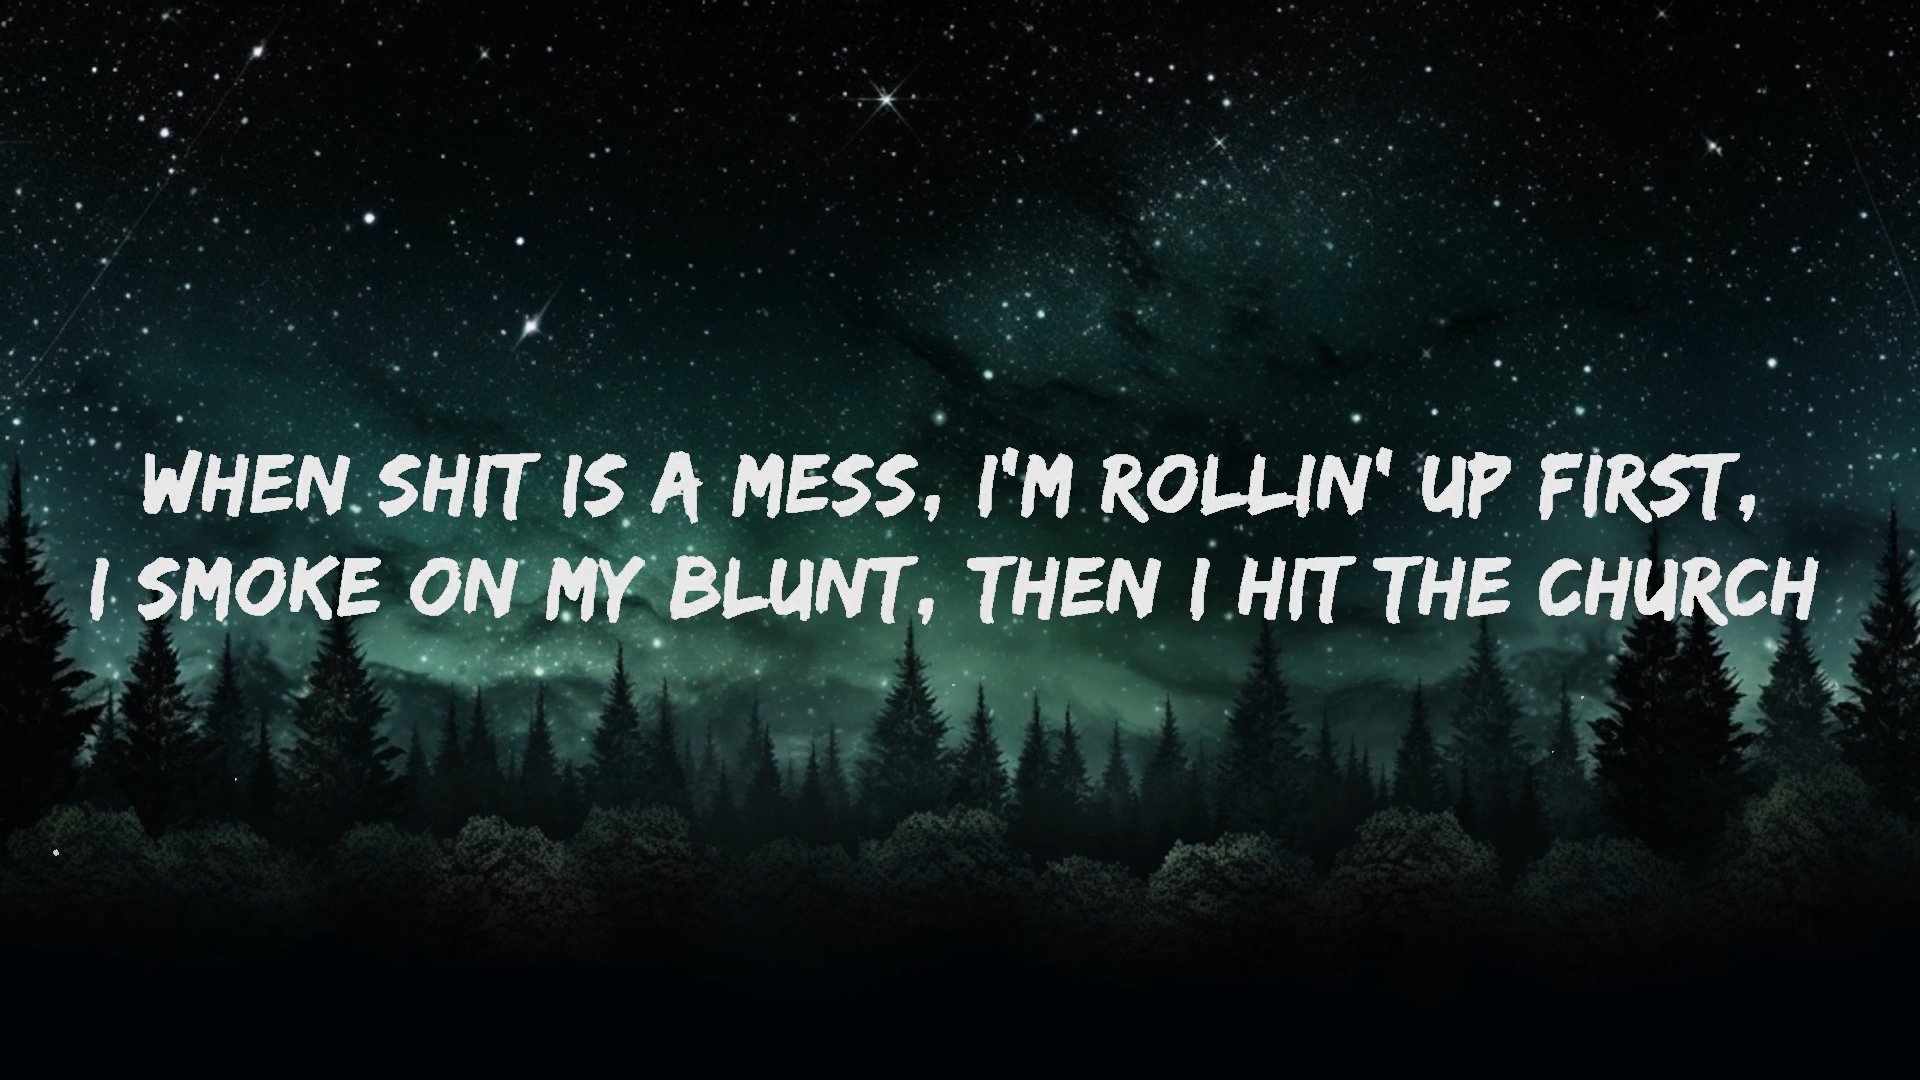 WHEN SHIT IS A MESS, I'M ROLLIN' UP FIRST,
I SMOKE ON MY BLUNT, THEN I HIT THE CHURCH